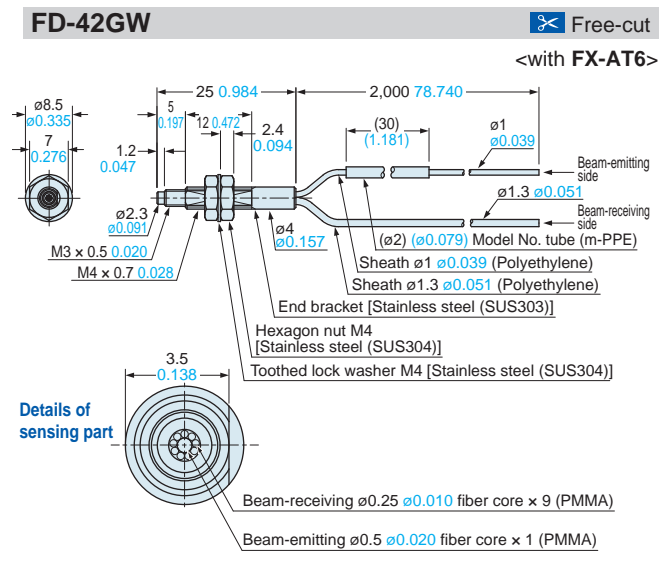 FD-42GW
Free-cut
<with FX-AT6>
25 0.984
2,000 78.740
ø8.5
ø0.335
7
0.276
5
0.197
12 0.472
1.2
0.047
2.4
0.094
(30)
(1.181)
ø1
ø0.039
Beam-emitting
side
ø1.3 ø0.051
Beam-receiving
side
ø2.3
ø0.091
ø4
ø0.157
(ø2) (ø0.079) Model No. tube (m-PPE)
M3 × 0.5 0.020
M4 × 0.7 0.028
Sheath ø1 ø0.039 (Polyethylene)
Sheath ø1.3 ø0.051 (Polyethylene)
End bracket [Stainless steel (SUS303)]
Hexagon nut M4
[Stainless steel (SUS304)]
Toothed lock washer M4 [Stainless steel (SUS304)]
3.5
0.138
Details of
sensing part
Beam-receiving ø0.25 ø0.010 fiber core × 9 (PMMA)
Beam-emitting ø0.5 ø0.020 fiber core × 1 (PMMA)